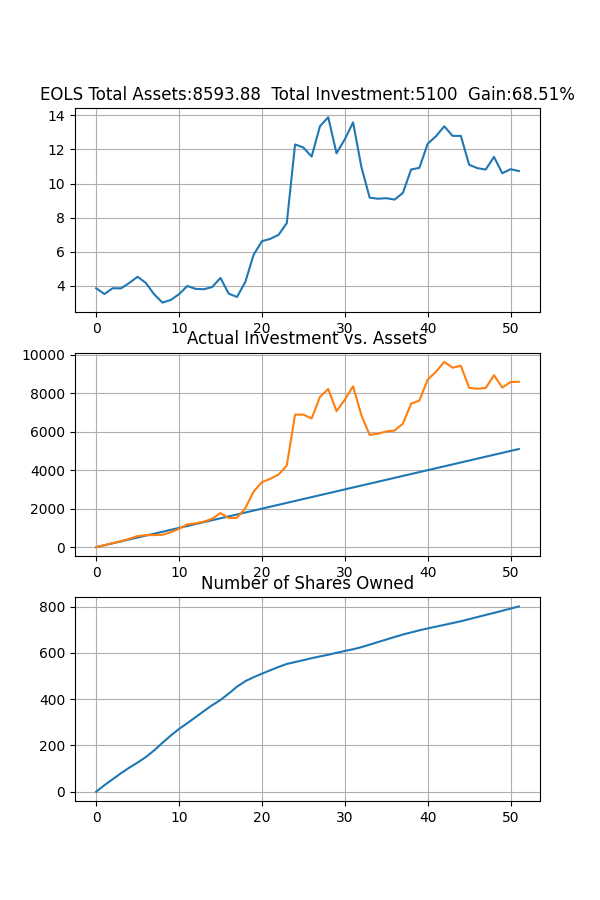 EOLS Total Assets:8593.88  Total Investment:5100  Gain:68.51%
14
12
10
8
6
4
0 10 20 30 40 50
Actual Investment vs. Assets
10000
8000
6000
4000
2000
0
0 10 20 30 40 50
Number of Shares Owned
800
600
400
200
0
0 10 20 30 40 50